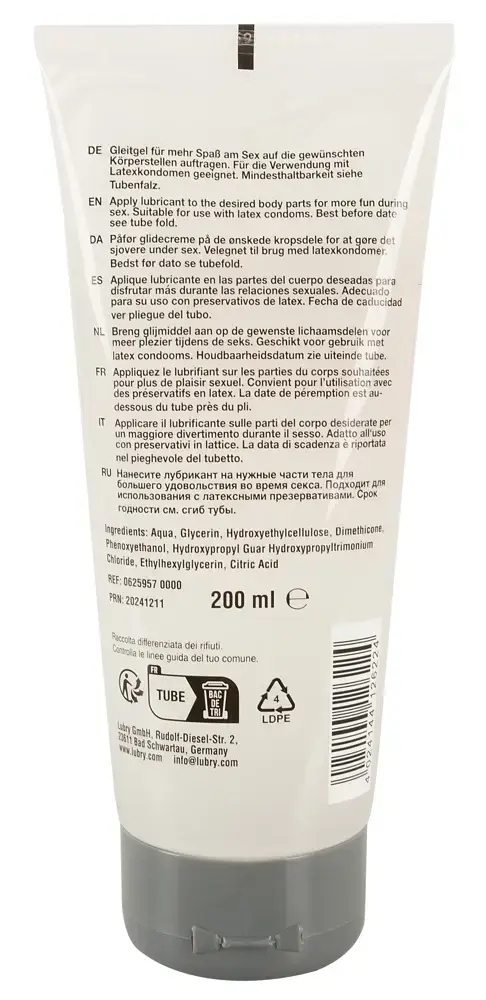 DE Gleitgel für mehr Spaß am Sex auf die gewünschten
Körperstellen auftragen. Für die Verwendung mit
Latexkondomen geeignet. Mindesthaltbarkeit siehe
Tubenfalz.
EN Apply lubricant to the desired body parts for more fun during
sex. Suitable for use with latex condoms. Best before date
see tube fold.
DA Påfør glidecreme på de ønskede kropsdele for at gøre det
sjovere under sex. Velegnet til brug med latexkondomer.
Bedst før dato se tubefold.
ES Aplique lubricante en las partes del cuerpo deseadas para
disfrutar más durante las relaciones sexuales. Adecuado
para su uso con preservativos de latex. Fecha de caducidad
ver pliegue del tubo.
NL Breng glijmiddel aan op de gewenste lichaamsdelen voor
meer plezier tijdens de seks. Geschikt voor gebruik met
latex condooms. Houdbaarheidsdatum zie uiteinde tube.
FR Appliquez le lubrifiant sur les parties du corps souhaitées
pour plus de plaisir sexuel. Convient pour l'utilisation avec
des préservatifs en latex. La date de péremption est au-
dessous du tube près du pli.
IT Applicare il lubrificante sulle parti del corpo desiderate per
un maggiore divertimento durante il sesso. Adatto all'uso
con preservativi in lattice. La data di scadenza è riportata
nel pieghevole del tubetto.
RU Нанесите лубрикант на нужные части тела для
большего удовольствия во время секса. Подходит для
использования с латексными презервативами. Срок
годности см. сгиб тубы.
Ingredients: Aqua, Glycerin, Hydroxyethylcellulose, Dimethicone,
Phenoxyethanol, Hydroxypropyl Guar Hydroxypropyltrimonium
Chloride, Ethylhexylglycerin, Citric Acid
REF: 0625957 0000
PRN: 20241211
200 ml ℮
Raccolta differenziata dei rifiuti.
Controlla le linee guida del tuo comune.
FR
TUBE
BAC
DE
TRI
4
LDPE
Lubry GmbH, Rudolf-Diesel-Str. 2,
23611 Bad Schwartau, Germany
www.lubry.com info@lubry.com
4 024144 126224